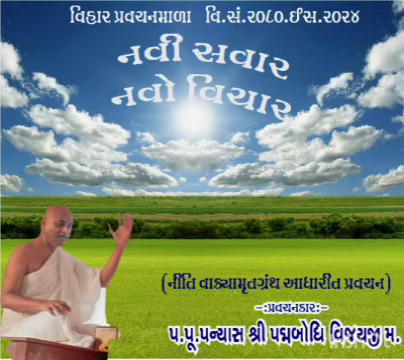 વિહાર પ્રવચનમાળા વિ.સં.૨૦૮૦.ઈસ.૨૦૨૪
નવી સવાર
નવો વિચાર
(નીતિ વાક્યામૃતગ્રંથ આધારીત પ્રવચન)
-:પ્રવચનકાર:-
પ.પૂ.પન્યાસ શ્રી પદ્મબોધિ વિજયજી મ.